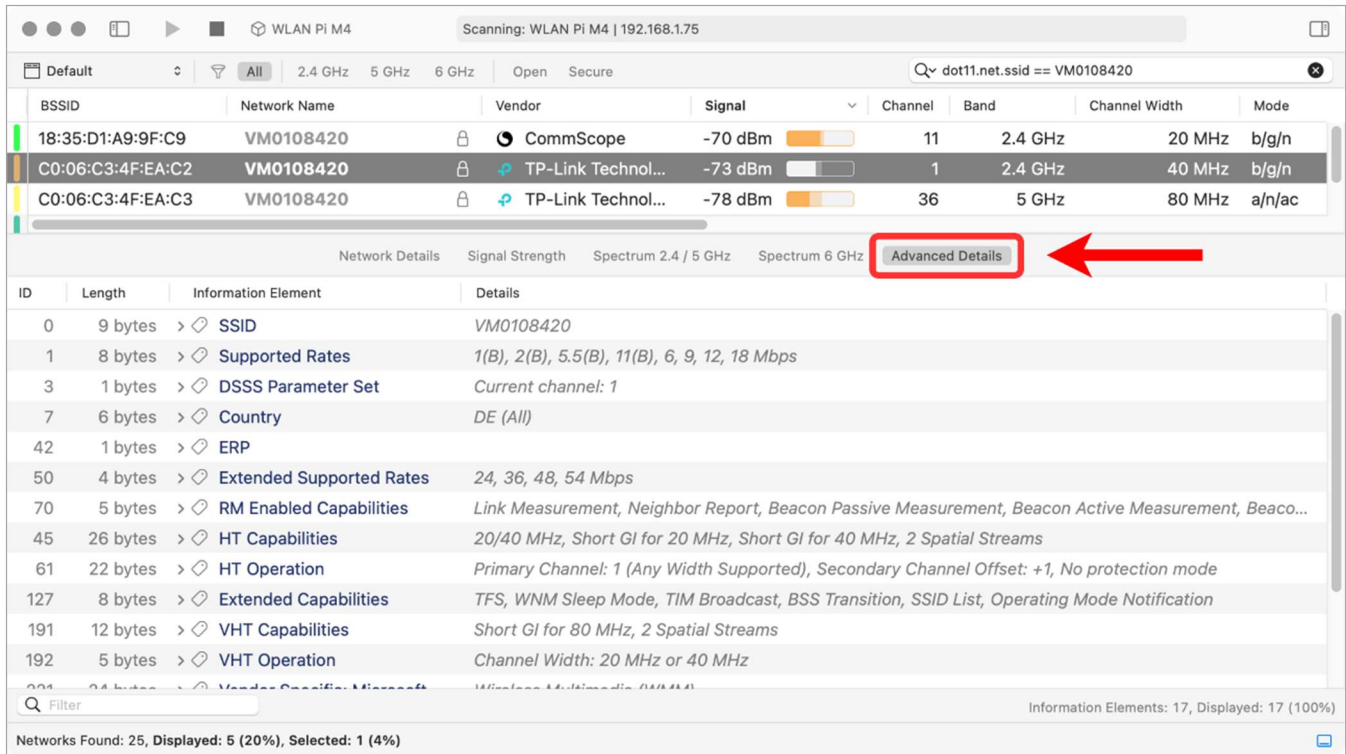 WLAN Pi M4 Scanning: WLAN Pi M4 | 192.168.1.75
Default All 2.4 GHz 5 GHz 6 GHz Open Secure dot11.net.ssid == VM0108420
BSSID Network Name Vendor Signal Channel Band Channel Width Mode
18:35:D1:A9:9F:C9 VM0108420 CommScope -70 dBm 11 2.4 GHz 20 MHz b/g/n
C0:06:C3:4F:EA:C2 VM0108420 TP-Link Technol... -73 dBm 1 2.4 GHz 40 MHz b/g/n
C0:06:C3:4F:EA:C3 VM0108420 TP-Link Technol... -78 dBm 36 5 GHz 80 MHz a/n/ac
Network Details Signal Strength Spectrum 2.4 / 5 GHz Spectrum 6 GHz Advanced Details
ID Length Information Element Details
0 9 bytes SSID VM0108420
1 8 bytes Supported Rates 1(B), 2(B), 5.5(B), 11(B), 6, 9, 12, 18 Mbps
3 1 bytes DSSS Parameter Set Current channel: 1
7 6 bytes Country DE (All)
42 1 bytes ERP
50 4 bytes Extended Supported Rates 24, 36, 48, 54 Mbps
70 5 bytes RM Enabled Capabilities Link Measurement, Neighbor Report, Beacon Passive Measurement, Beacon Active Measurement, Beaco...
45 26 bytes HT Capabilities 20/40 MHz, Short GI for 20 MHz, Short GI for 40 MHz, 2 Spatial Streams
61 22 bytes HT Operation Primary Channel: 1 (Any Width Supported), Secondary Channel Offset: +1, No protection mode
127 8 bytes Extended Capabilities TFS, WNM Sleep Mode, TIM Broadcast, BSS Transition, SSID List, Operating Mode Notification
191 12 bytes VHT Capabilities Short GI for 80 MHz, 2 Spatial Streams
192 5 bytes VHT Operation Channel Width: 20 MHz or 40 MHz
221 24 bytes Vendor Specific: Microsoft Wireless Multimedia (WMM)
Filter Information Elements: 17, Displayed: 17 (100%)
Networks Found: 25, Displayed: 5 (20%), Selected: 1 (4%)